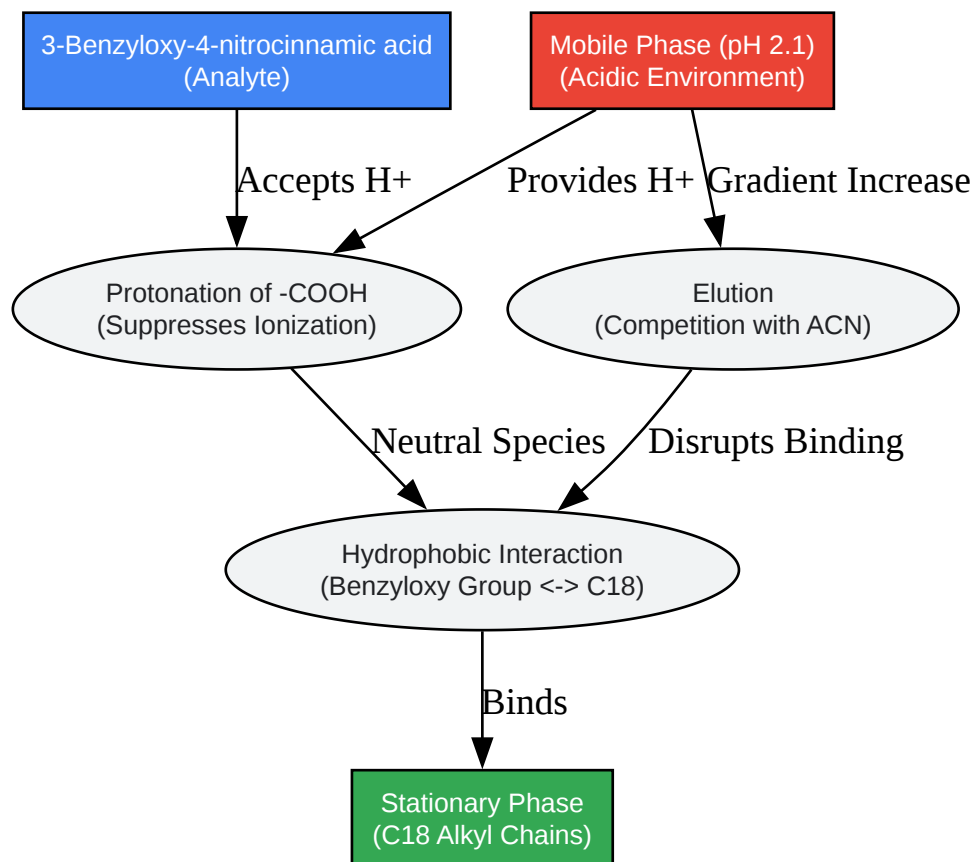 3-Benzyloxy-4-nitrocinnamic acid
(Analyte)
Mobile Phase (pH 2.1)
(Acidic Environment)
Accepts H+
Provides H+
Gradient Increase
Protonation of -COOH
(Suppresses Ionization)
Elution
(Competition with ACN)
Neutral Species
Disrupts Binding
Hydrophobic Interaction
(Benzyloxy Group <-> C18)
Binds
Stationary Phase
(C18 Alkyl Chains)